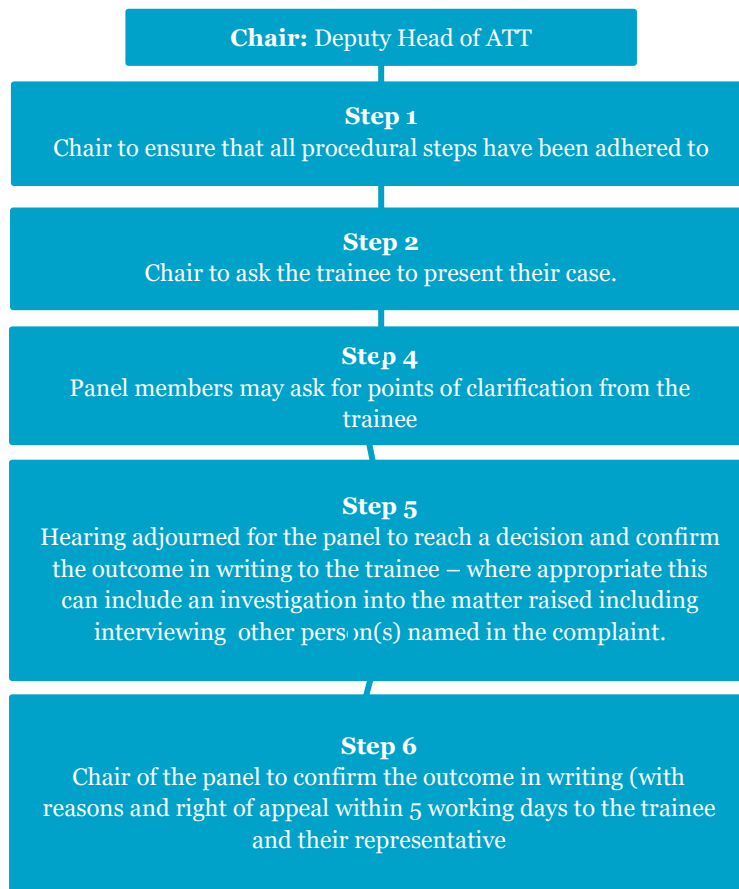 Chair: Deputy Head of ATT
Step 1
Chair to ensure that all procedural steps have been adhered to
Step 2
Chair to ask the trainee to present their case.
Step 4
Panel members may ask for points of clarification from the
trainee
Step 5
Hearing adjourned for the panel to reach a decision and confirm
the outcome in writing to the trainee – where appropriate this
can include an investigation into the matter raised including
interviewing other person(s) named in the complaint.
Step 6
Chair of the panel to confirm the outcome in writing (with
reasons and right of appeal within 5 working days to the trainee
and their representative